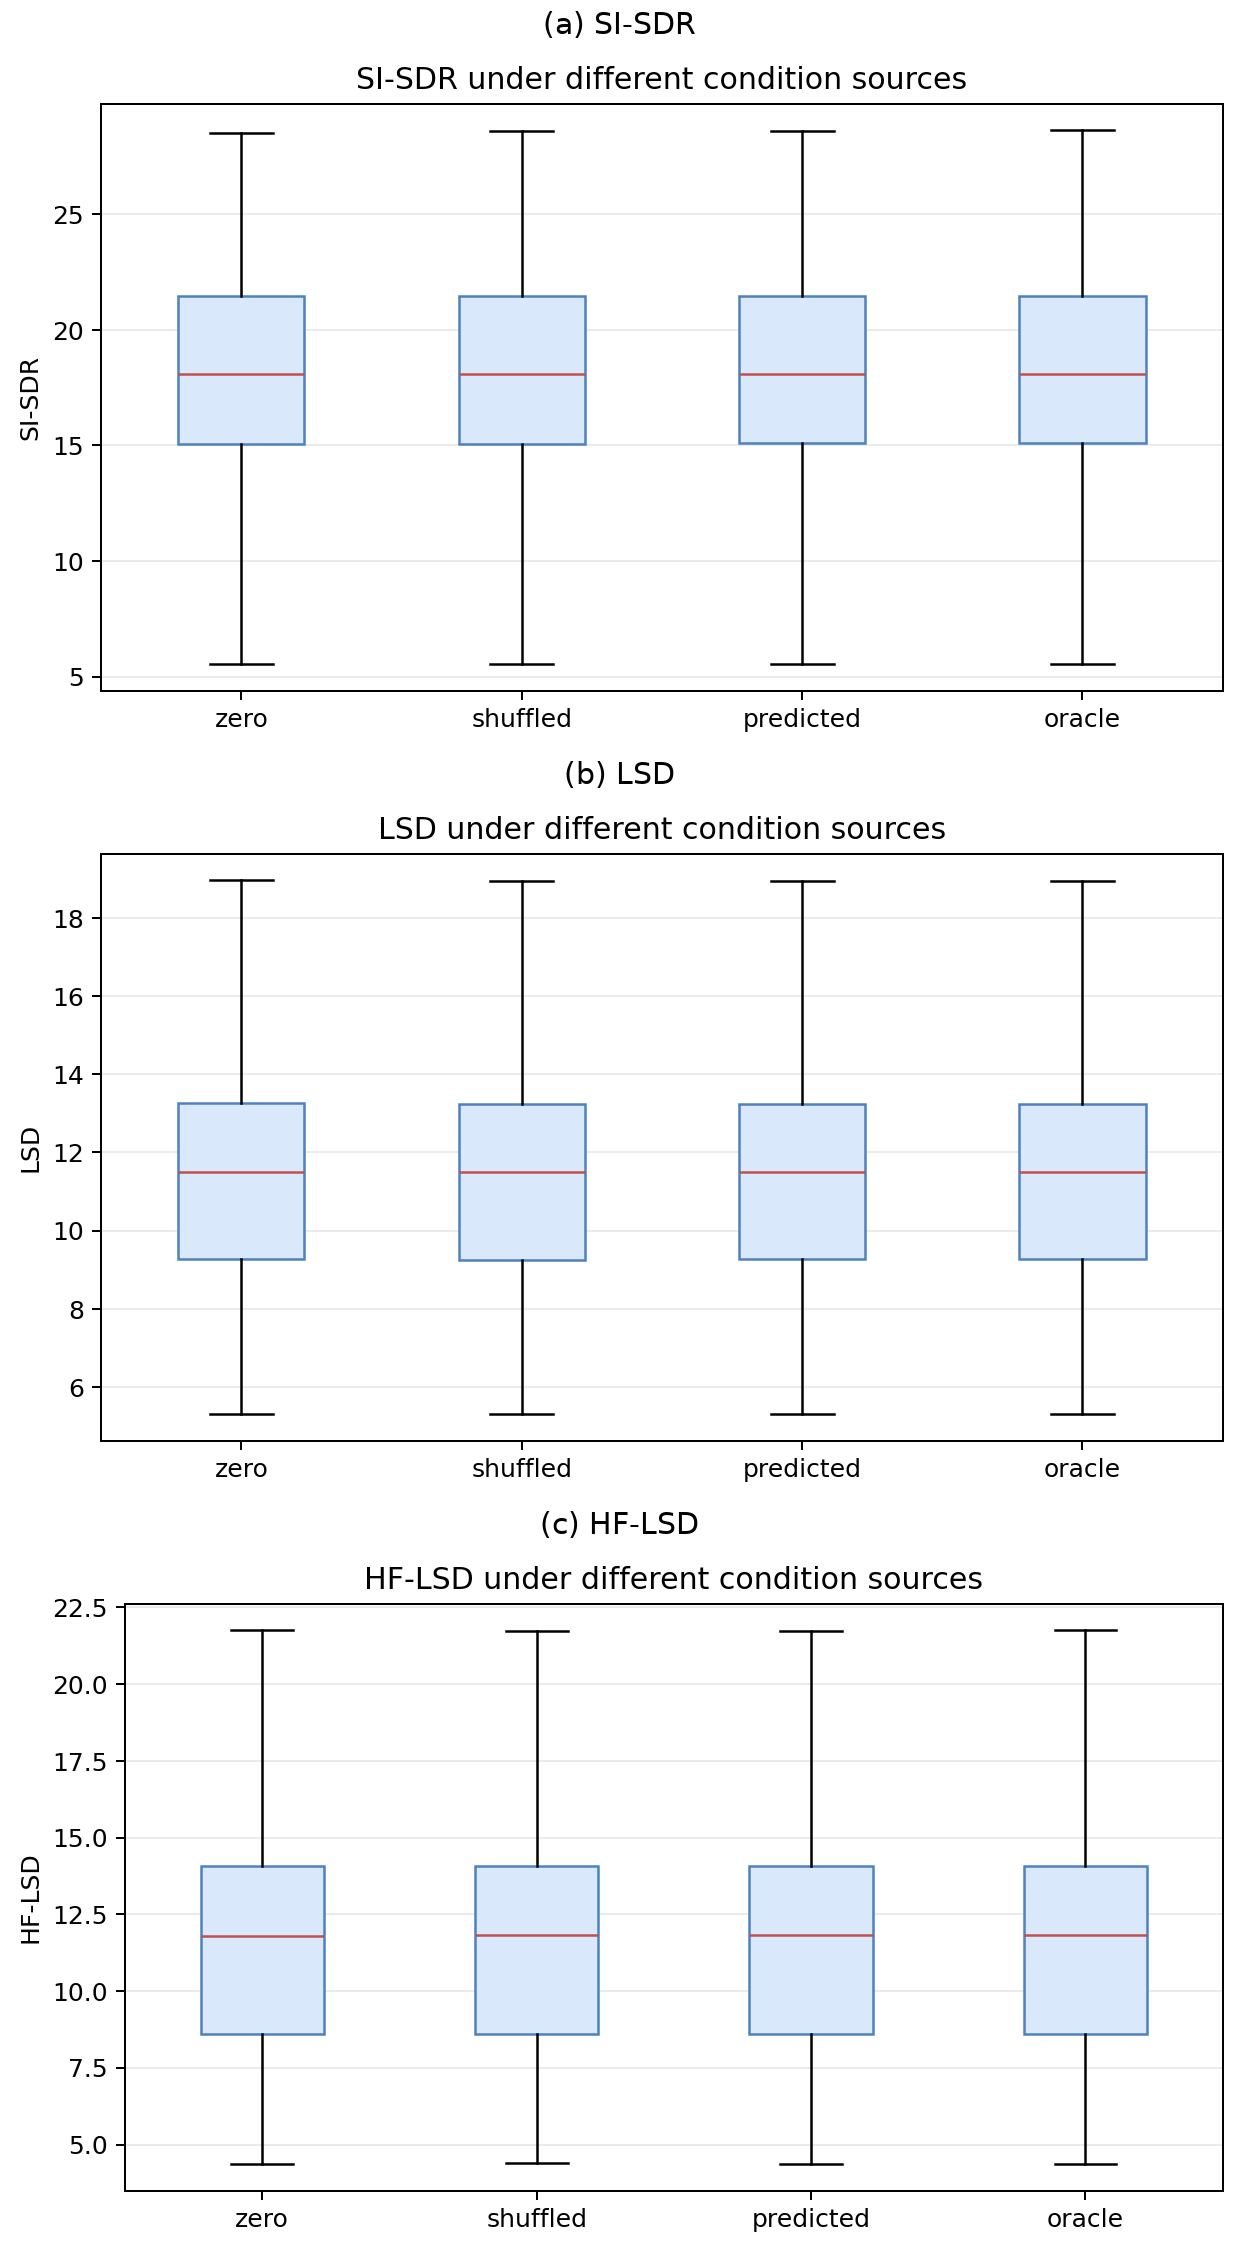 (a) SI-SDR
SI-SDR under different condition sources
SI-SDR
25
20
15
10
5
zero shuffled predicted oracle
(b) LSD
LSD under different condition sources
LSD
18
16
14
12
10
8
6
zero shuffled predicted oracle
(c) HF-LSD
HF-LSD under different condition sources
HF-LSD
22.5
20.0
17.5
15.0
12.5
10.0
7.5
5.0
zero shuffled predicted oracle